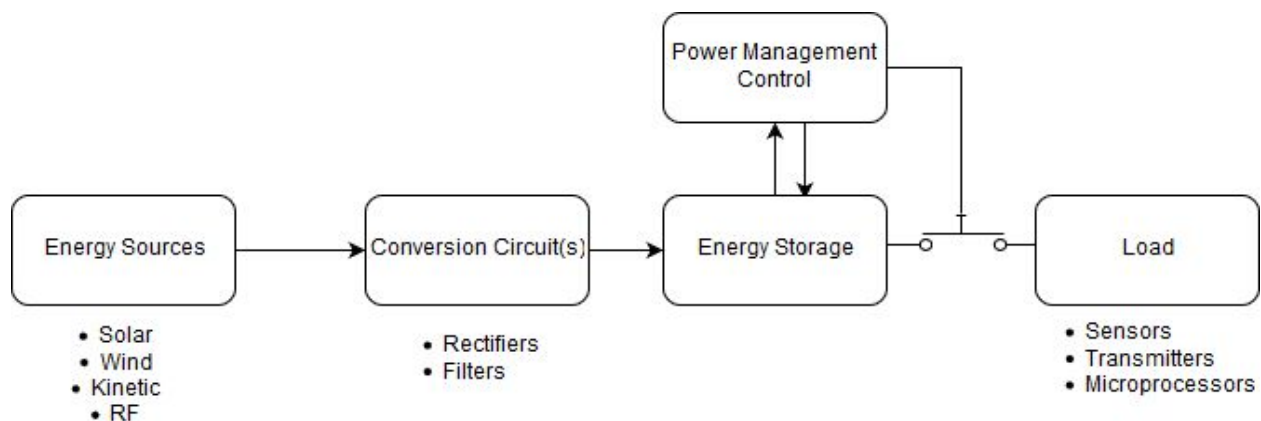 Power Management
Control
Energy Sources
Conversion Circuit(s)
Energy Storage
Load
• Solar
• Wind
• Kinetic
• RF
• Rectifiers
• Filters
• Sensors
• Transmitters
• Microprocessors